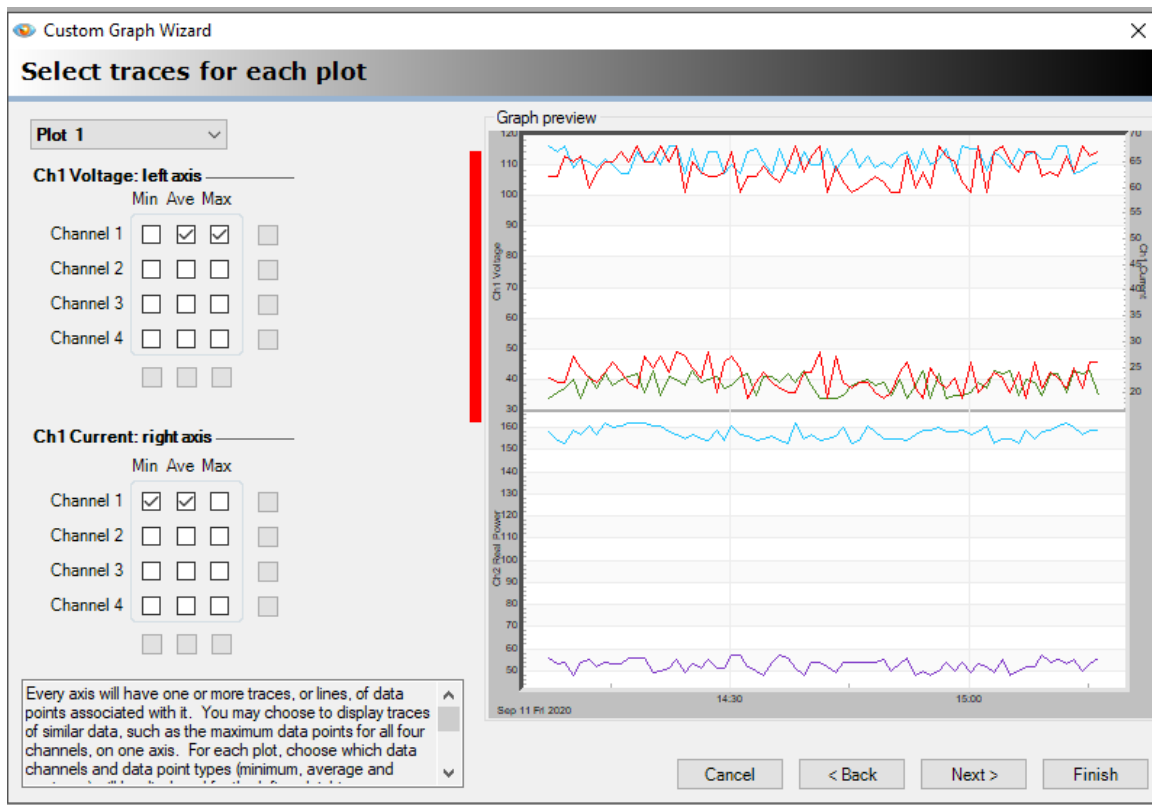 Custom Graph Wizard
Select traces for each plot
Plot 1
Ch1 Voltage: left axis
Min Ave Max
Channel 1
Channel 2
Channel 3
Channel 4
Ch1 Current: right axis
Min Ave Max
Channel 1
Channel 2
Channel 3
Channel 4
Every axis will have one or more traces, or lines, of data
points associated with it. You may choose to display traces
of similar data, such as the maximum data points for all four
channels, on one axis. For each plot, choose which data
channels and data point types (minimum, average and
Graph preview
120
110
100
90
80
70
60
50
40
30
Ch1 Voltage
70
65
60
55
50
45
40
35
30
25
20
Ch1 Current
160
150
140
130
120
110
100
90
80
70
60
50
Ch2 Real Power
14:30
15:00
Sep 11 Fri 2020
Cancel
< Back
Next >
Finish